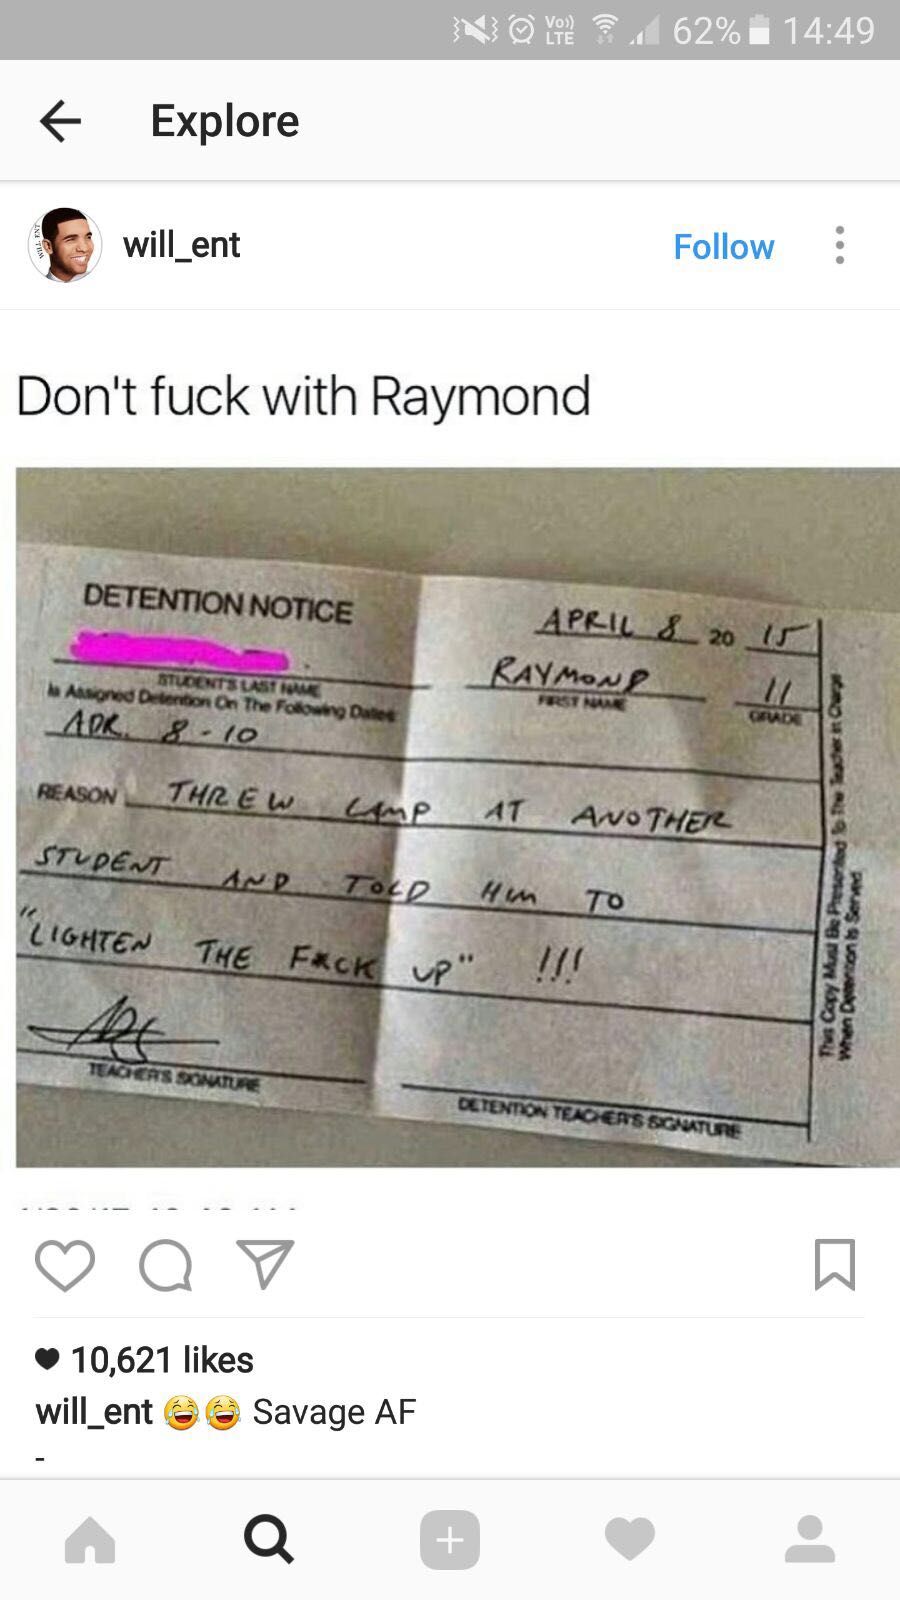 62% 14:49
Explore
will_ent
Follow
Don't fuck with Raymond
DETENTION NOTICE
APRIL 8 20 15
STUDENT'S LAST NAME
RAYMOND 11
FIRST NAME GRADE
Is Assigned Detention On The Following Dates
APR. 8-10
REASON THREW LAMP AT ANOTHER
STUDENT AND TOLD HIM TO
"LIGHTEN THE F*CK UP" !!!
TEACHER'S SIGNATURE
DETENTION TEACHER'S SIGNATURE
This Copy Must Be Presented To The Teacher in Charge
When Detention is Served
10,621 likes
will_ent 😂😂 Savage AF
-